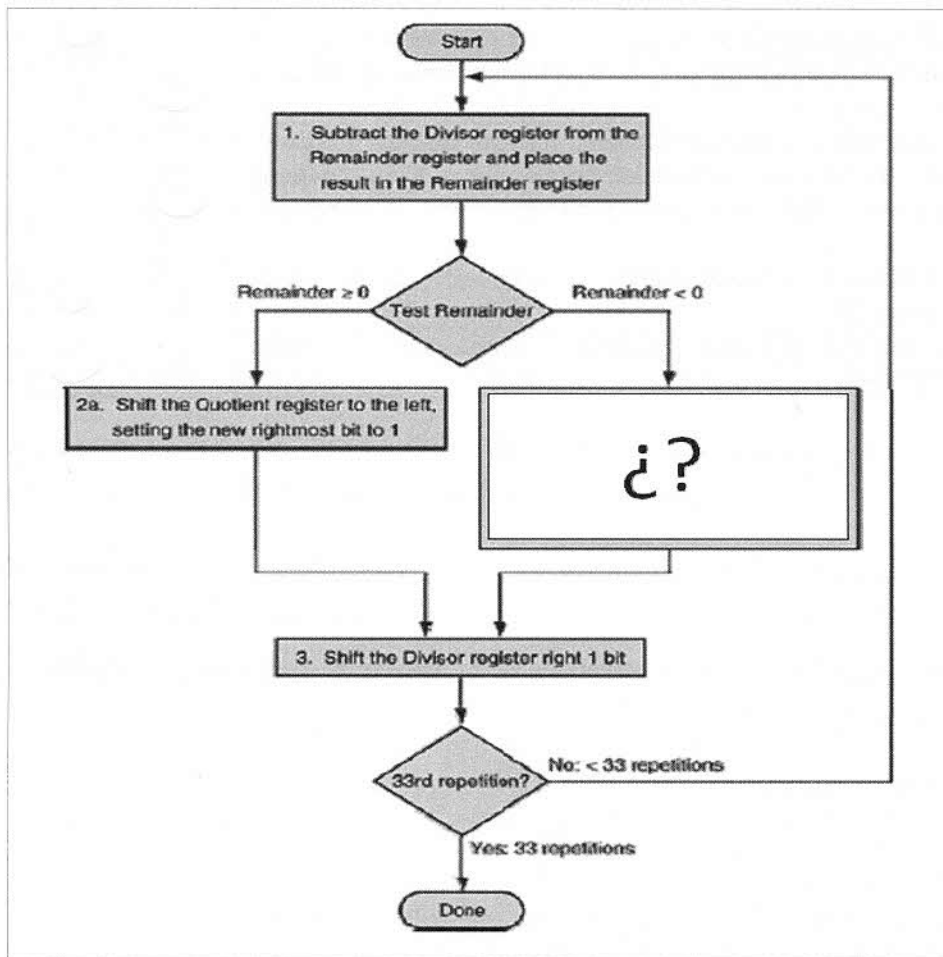 Start
1. Subtract the Divisor register from the
Remainder register and place the
result in the Remainder register
Remainder ≥ 0
Test Remainder
Remainder < 0
2a. Shift the Quotient register to the left,
setting the new rightmost bit to 1
¿?
3. Shift the Divisor register right 1 bit
33rd repetition?
No: < 33 repetitions
Yes: 33 repetitions
Done